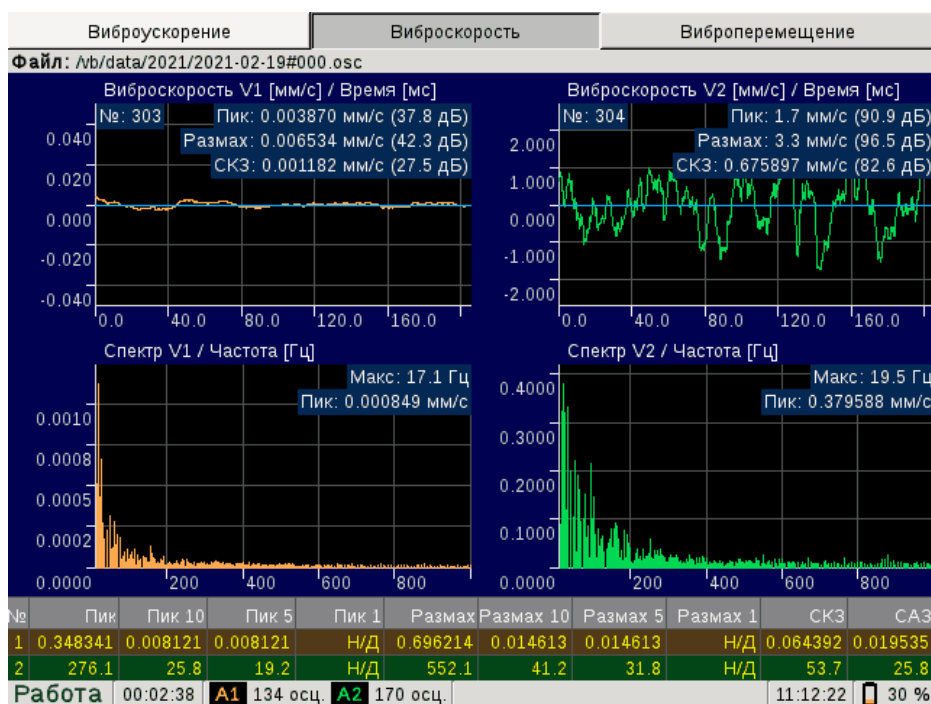 Виброускорение Виброскорость Виброперемещение
Файл: /vb/data/2021/2021-02-19#000.osc
Виброскорость V1 [мм/с] / Время [мс]
№: 303 Пик: 0.003870 мм/с (37.8 дБ)
Размах: 0.006534 мм/с (42.3 дБ)
СКЗ: 0.001182 мм/с (27.5 дБ)
0.040
0.020
0.000
-0.020
-0.040
0.0 40.0 80.0 120.0 160.0
Виброскорость V2 [мм/с] / Время [мс]
№: 304 Пик: 1.7 мм/с (90.9 дБ)
Размах: 3.3 мм/с (96.5 дБ)
СКЗ: 0.675897 мм/с (82.6 дБ)
2.000
1.000
0.000
-1.000
-2.000
0.0 40.0 80.0 120.0 160.0
Спектр V1 / Частота [Гц]
Макс: 17.1 Гц
Пик: 0.000849 мм/с
0.0010
0.0008
0.0005
0.0002
0.0000
200 400 600 800
Спектр V2 / Частота [Гц]
Макс: 19.5 Гц
Пик: 0.379588 мм/с
0.4000
0.3000
0.2000
0.1000
0.0000
200 400 600 800
№ Пик Пик 10 Пик 5 Пик 1 Размах Размах 10 Размах 5 Размах 1 СКЗ САЗ
1 0.348341 0.008121 0.008121 Н/Д 0.696214 0.014613 0.014613 Н/Д 0.064392 0.019535
2 276.1 25.8 19.2 Н/Д 552.1 41.2 31.8 Н/Д 53.7 25.8
Работа 00:02:38 A1 134 осц. A2 170 осц. 11:12:22 30 %